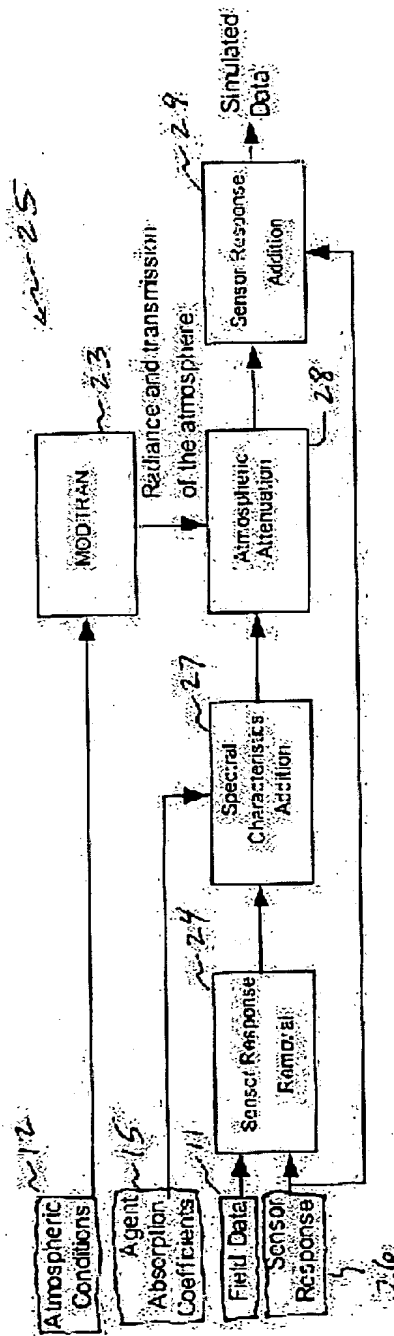 ~12
Atmospheric
Conditions
~15
Agent
Absorption
Coefficients
~11
Field Data
Sensor
Response
26
~24
Sensor Response
Removal
~27
Spectral
Characteristics
Addition
~23
MODTRAN
Radiance and transmission
of the atmosphere
Atmospheric
Attenuation
28
~25
~29
Sensor Response
Addition
Simulated
Data